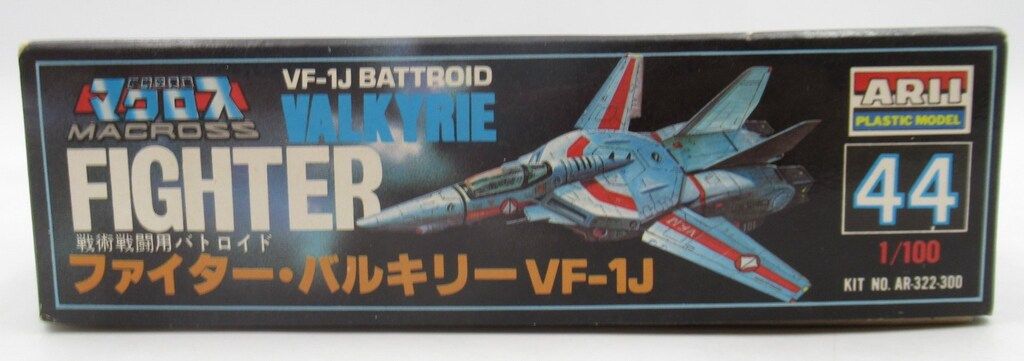 マクロス
MACROSS
VF-1J BATTROID
VALKYRIE
FIGHTER
戦術戦闘用バトロイド
ファイター・バルキリーVF-1J
ARII
PLASTIC MODEL
44
1/100
KIT NO. AR-322-300